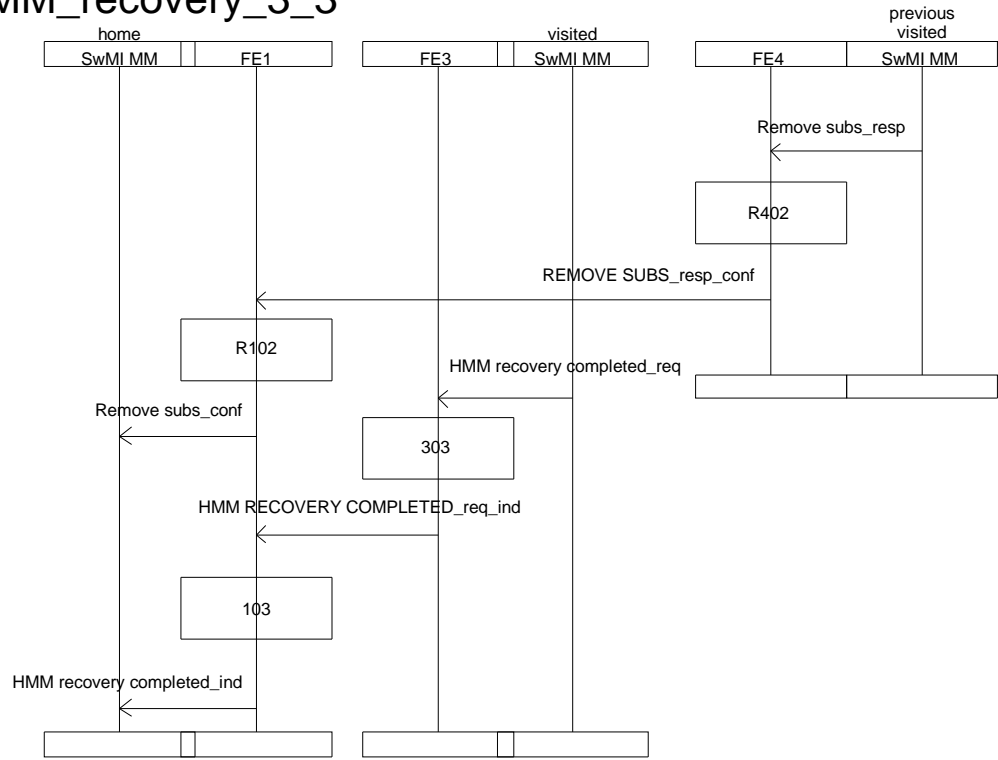 MM_recovery_3_3
home
visited
previous
visited
SwMI MM
FE1
FE3
SwMI MM
FE4
SwMI MM
Remove subs_resp
R402
REMOVE SUBS_resp_conf
R102
HMM recovery completed_req
Remove subs_conf
303
HMM RECOVERY COMPLETED_req_ind
103
HMM recovery completed_ind